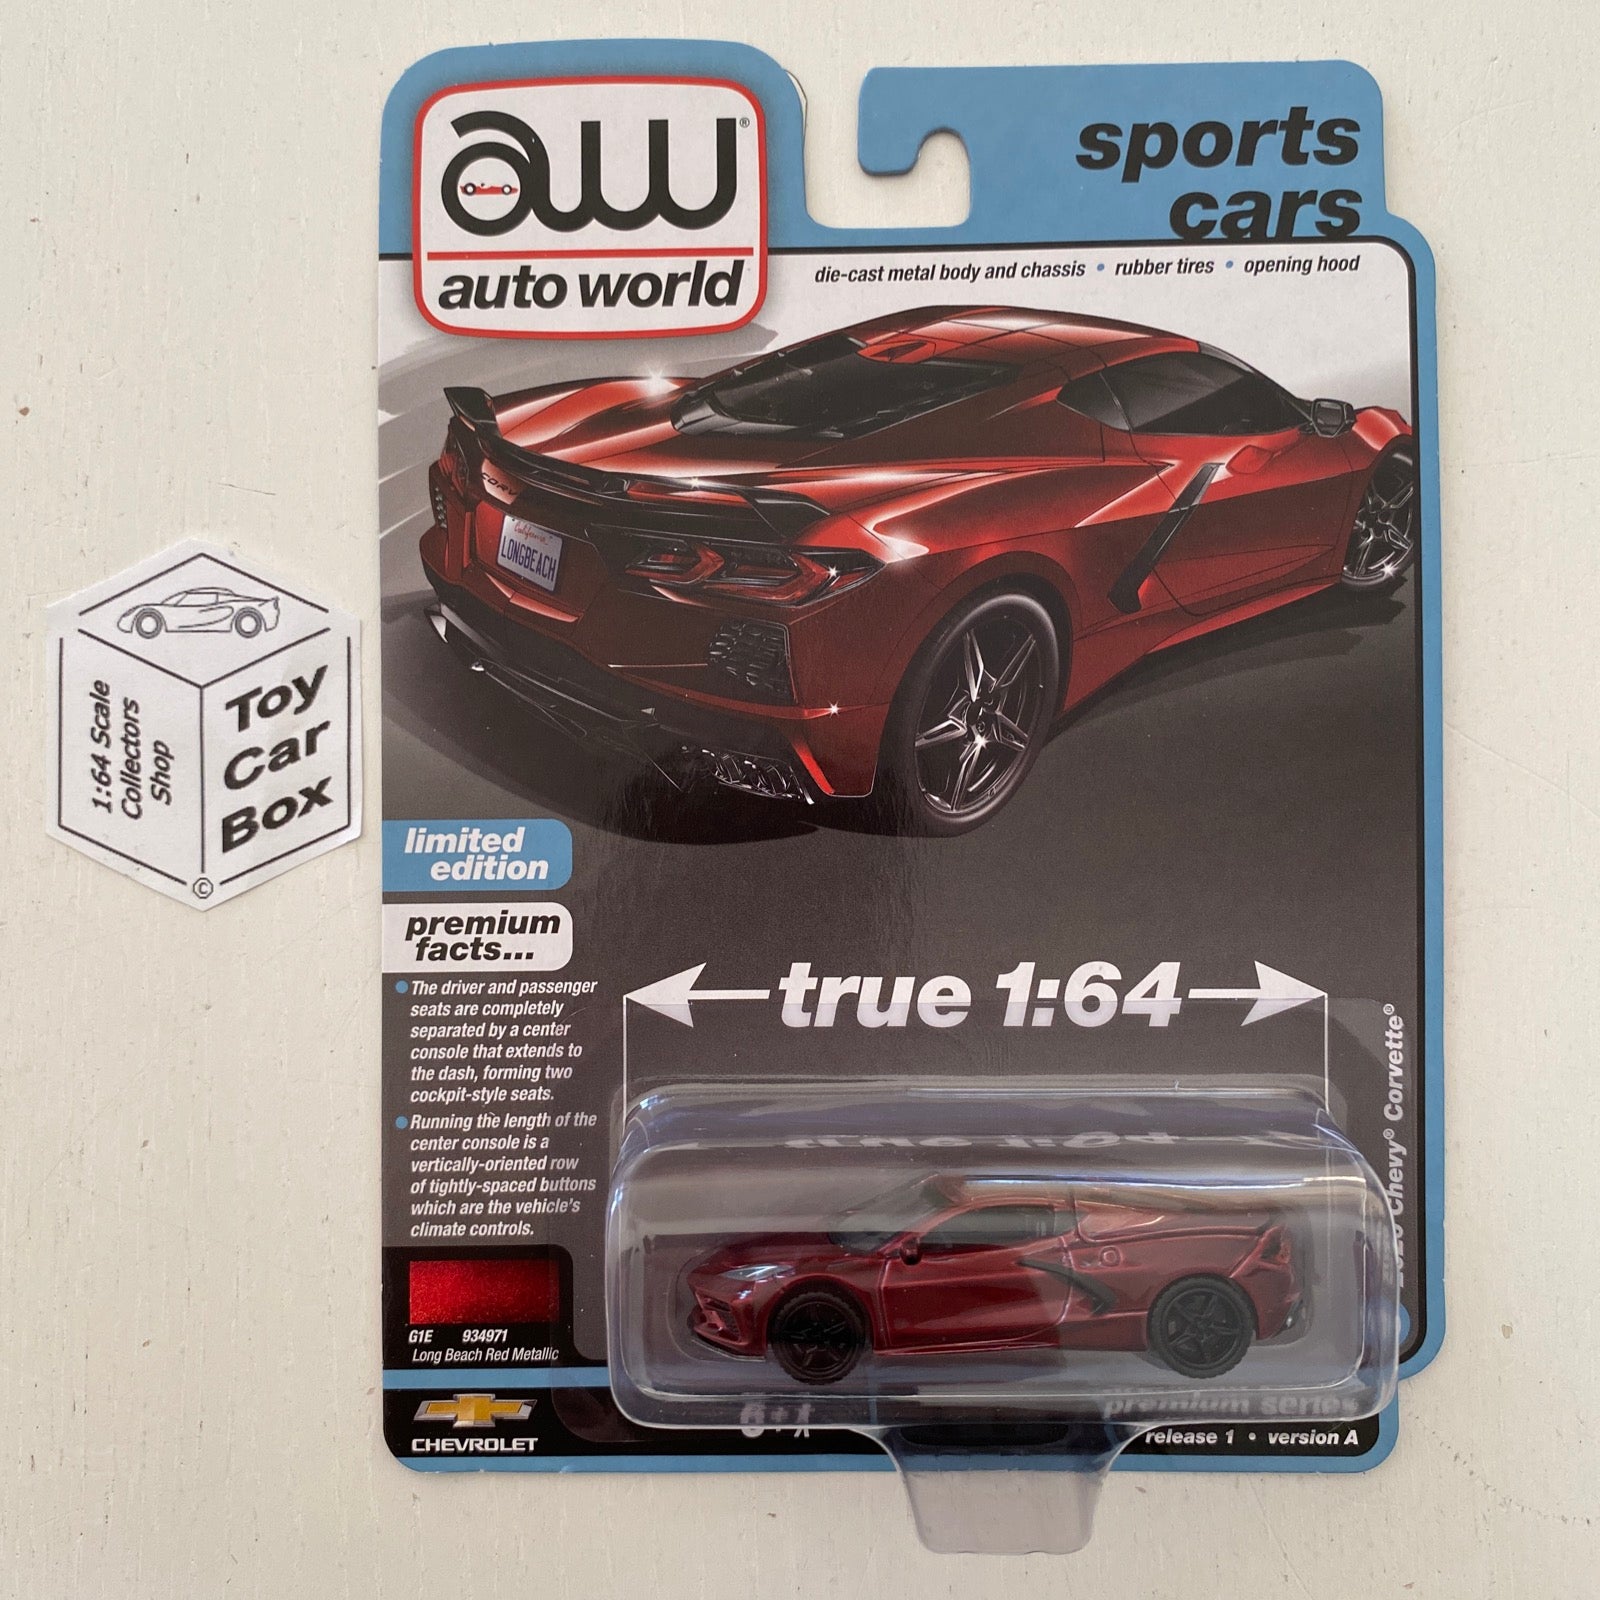 aw®
auto world
sports
cars
die-cast metal body and chassis • rubber tires • opening hood
CORV
California
LONGBEACH
1:64 Scale
Collectors
Shop
Toy
Car
Box
©
limited
edition
premium
facts...
• The driver and passenger
seats are completely
separated by a center
console that extends to
the dash, forming two
cockpit-style seats.
• Running the length of the
center console is a
vertically-oriented row
of tightly-spaced buttons
which are the vehicle's
climate controls.
true 1:64
Chevy® Corvette®
G1E 934971
Long Beach Red Metallic
CHEVROLET
premium series
release 1 • version A